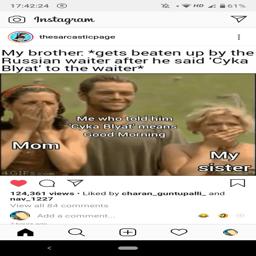 17:42:24
HD
61%
Instagram
thesarcasticpage
My brother: *gets beaten up by the
Russian waiter after he said 'Cyka
Blyat' to the waiter*
Me who told him
'Cyka Blyat' means
Good Morning
Mom
My
sister
124,361 views • Liked by charan_guntupalli_ and
nav_1227
View all 84 comments
Add a comment...